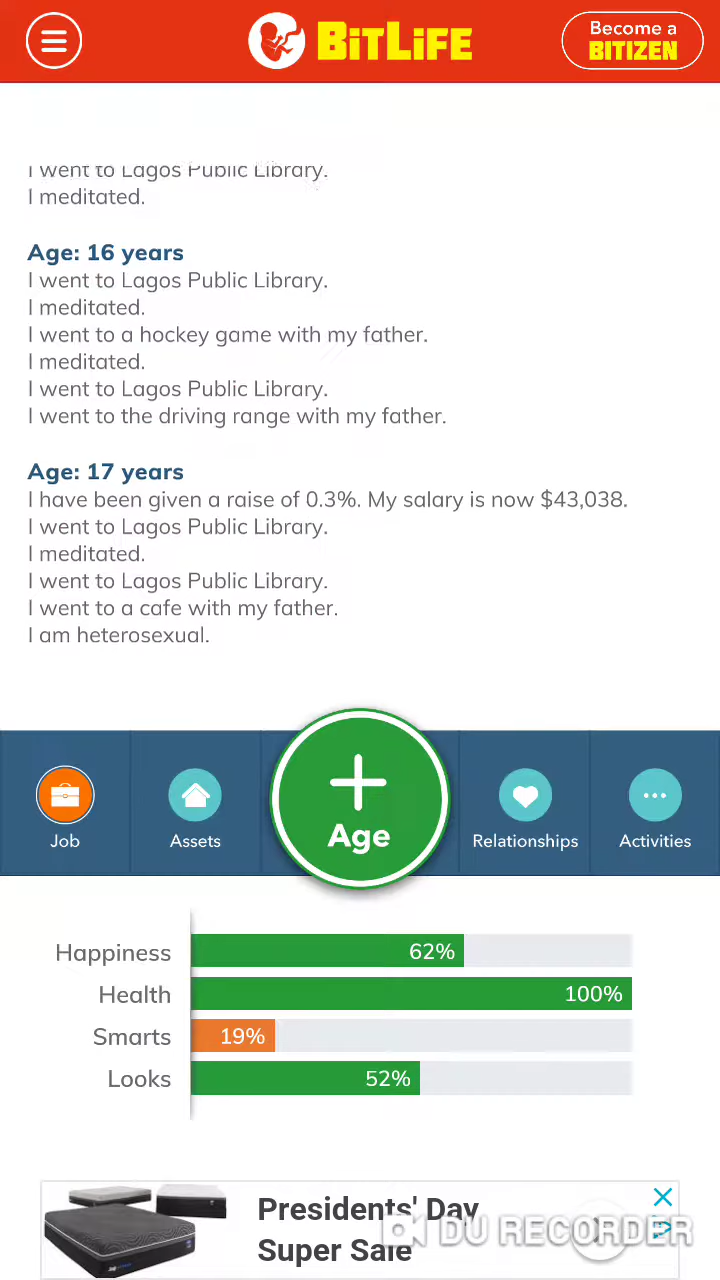 Become a
BITLIFE
BITIZEN
I went to Lagos Public Library.
I meditated.
Age: 16 years
I went to Lagos Public Library.
I meditated.
I went to a hockey game with my father.
I meditated.
I went to Lagos Public Library.
I went to the driving range with my father.
Age: 17 years
I have been given a raise of 0.3%. My salary is now $43,038.
I went to Lagos Public Library.
I meditated.
I went to Lagos Public Library.
I went to a cafe with my father.
I am heterosexual.
Age
Job
Assets
Relationships
Activities
Happiness 62%
Health 100%
Smarts 19%
Looks 52%
Presidents' Day
Super Sale
DU RECORDER